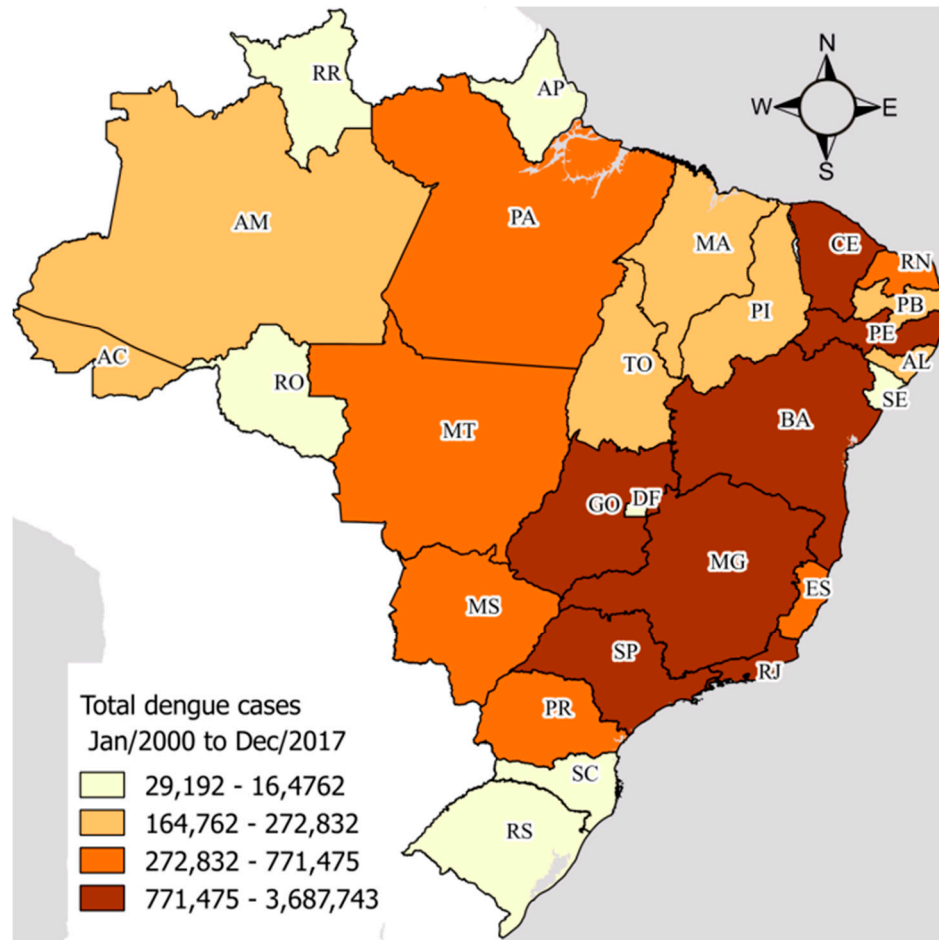 N
W E
S
RR
AP
AM
PA
MA
CE
RN
PB
PI
PE
AC
TO
AL
RO
SE
BA
MT
GO DF
MG
MS
ES
SP
RJ
PR
SC
RS
Total dengue cases
Jan/2000 to Dec/2017
29,192 - 16,4762
164,762 - 272,832
272,832 - 771,475
771,475 - 3,687,743